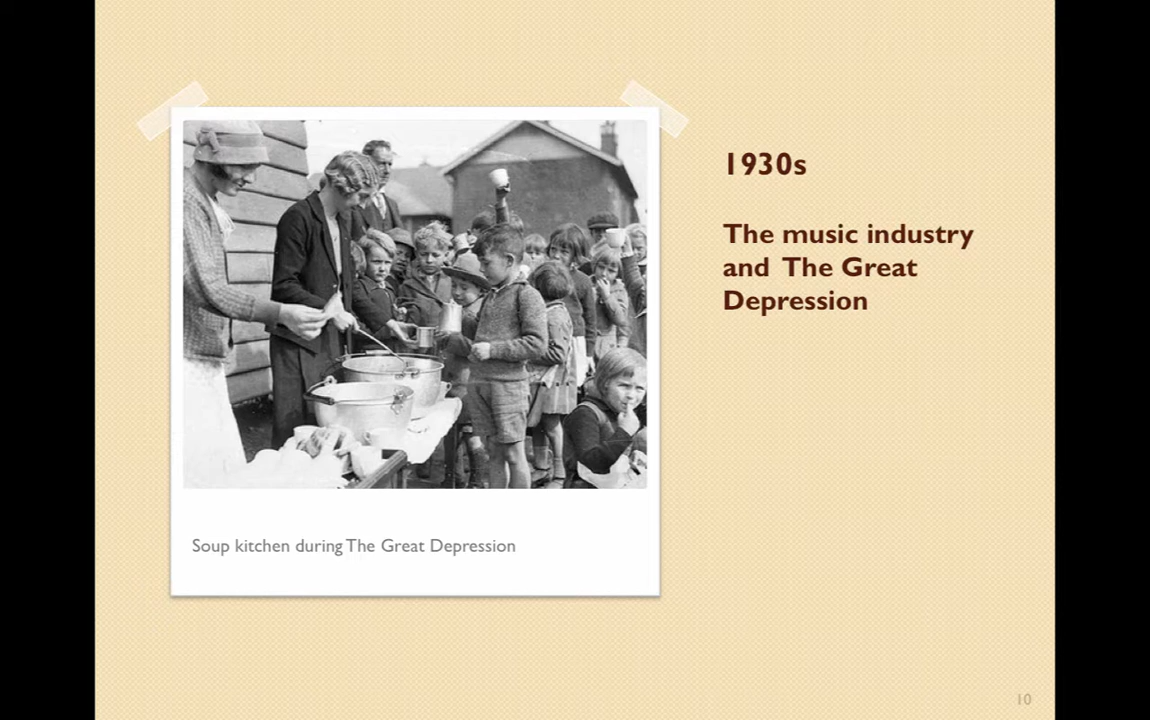 1930s
The music industry
and The Great
Depression
Soup kitchen during The Great Depression
10